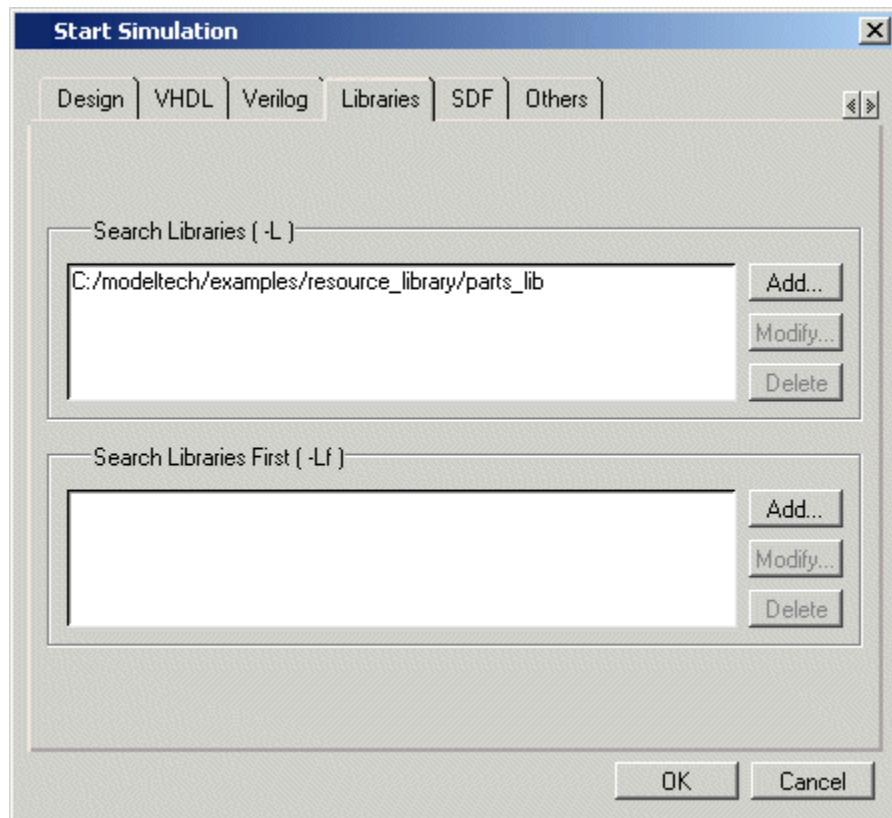 Start Simulation
Design VHDL Verilog Libraries SDF Others
Search Libraries ( -L )
C:/modeltech/examples/resource_library/parts_lib
Add...
Modify...
Delete
Search Libraries First ( -Lf )
Add...
Modify...
Delete
OK Cancel